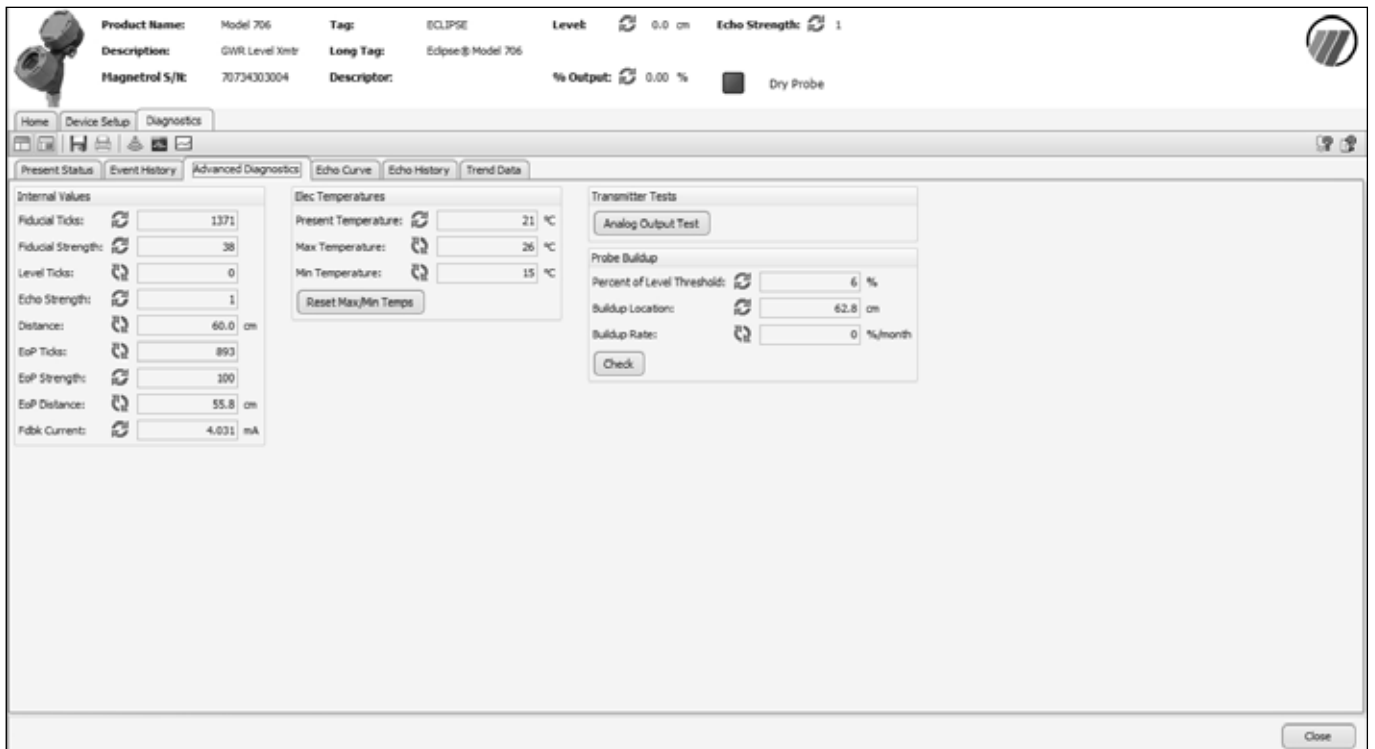 Product Name: Model 706 Tag: ECLIPSE Level: 0.0 cm Echo Strength: 1
Description: GWR Level Xmtr Long Tag: Eclipse® Model 706
Magnetrol S/N: 70734303004 Descriptor: % Output: 0.00 % Dry Probe
Home Device Setup Diagnostics
Present Status Event History Advanced Diagnostics Echo Curve Echo History Trend Data
Internal Values
Fiducial Ticks: 1371
Fiducial Strength: 38
Level Ticks: 0
Echo Strength: 1
Distance: 60.0 cm
EoP Ticks: 893
EoP Strength: 100
EoP Distance: 55.8 cm
Fdbk Current: 4.031 mA
Elec Temperatures
Present Temperature: 21 °C
Max Temperature: 26 °C
Min Temperature: 15 °C
Reset Max/Min Temps
Transmitter Tests
Analog Output Test
Probe Buildup
Percent of Level Threshold: 6 %
Buildup Location: 62.8 cm
Buildup Rate: 0 %/month
Check
Close